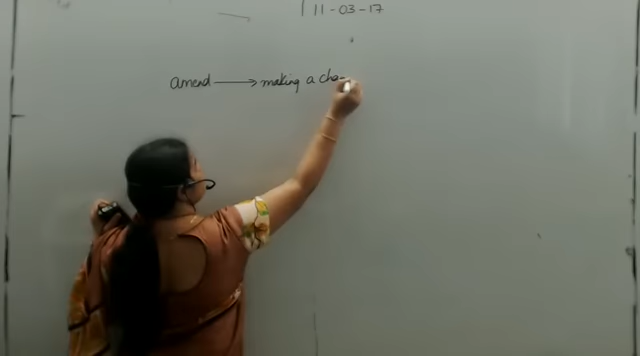 11-03-17
amend → making a cha